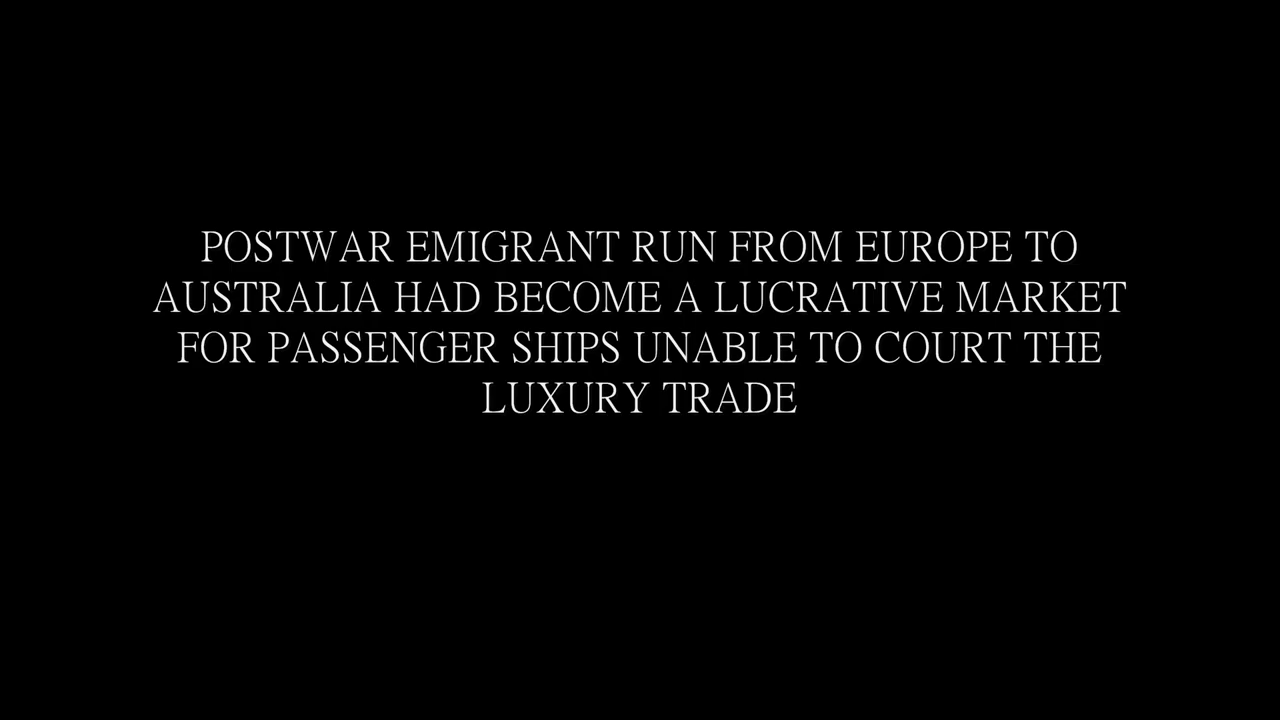 POSTWAR EMIGRANT RUN FROM EUROPE TO
AUSTRALIA HAD BECOME A LUCRATIVE MARKET
FOR PASSENGER SHIPS UNABLE TO COURT THE
LUXURY TRADE